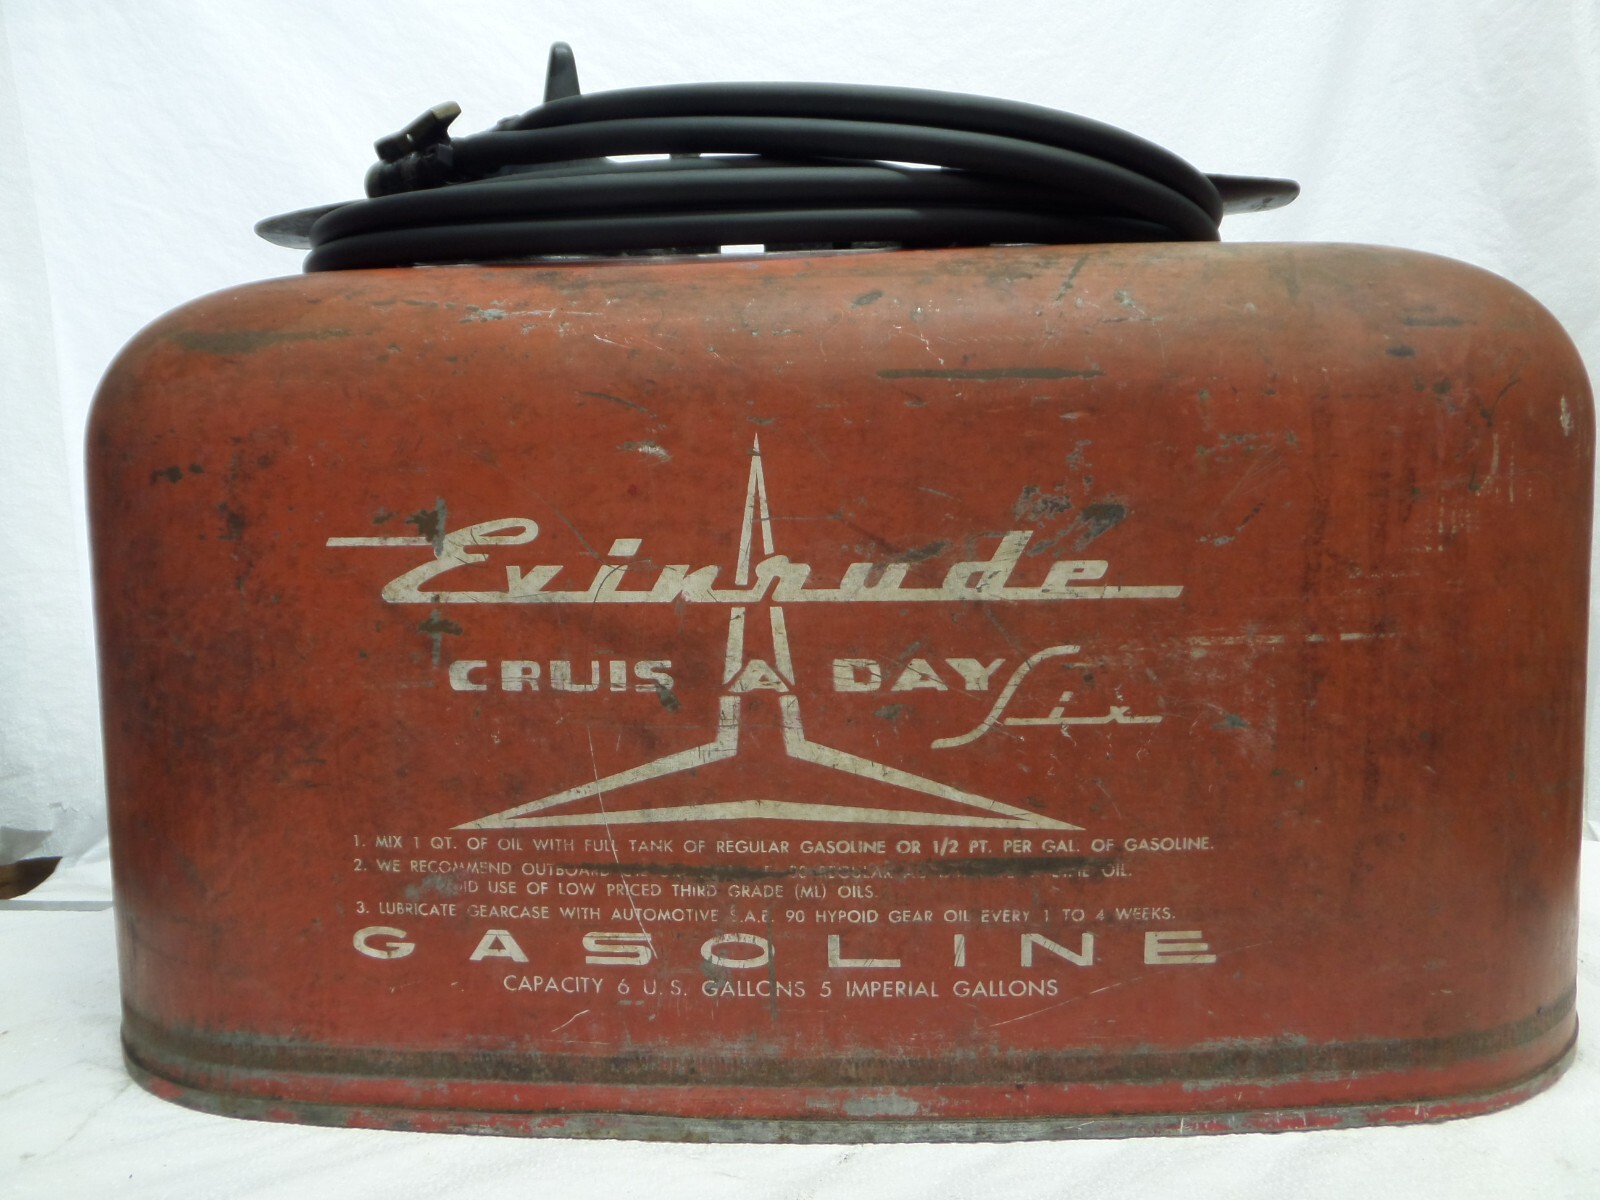 Evinrude
CRUIS A DAY Six
1. MIX 1 QT. OF OIL WITH FULL TANK OF REGULAR GASOLINE OR 1/2 PT. PER GAL. OF GASOLINE.
2. WE RECOMMEND OUTBOARD 30 REGULAR OIL.
USE OF LOW PRICED THIRD GRADE (ML) OILS.
3. LUBRICATE GEARCASE WITH AUTOMOTIVE S.A.E. 90 HYPOID GEAR OIL EVERY 1 TO 4 WEEKS.
GASOLINE
CAPACITY 6 U.S. GALLONS 5 IMPERIAL GALLONS